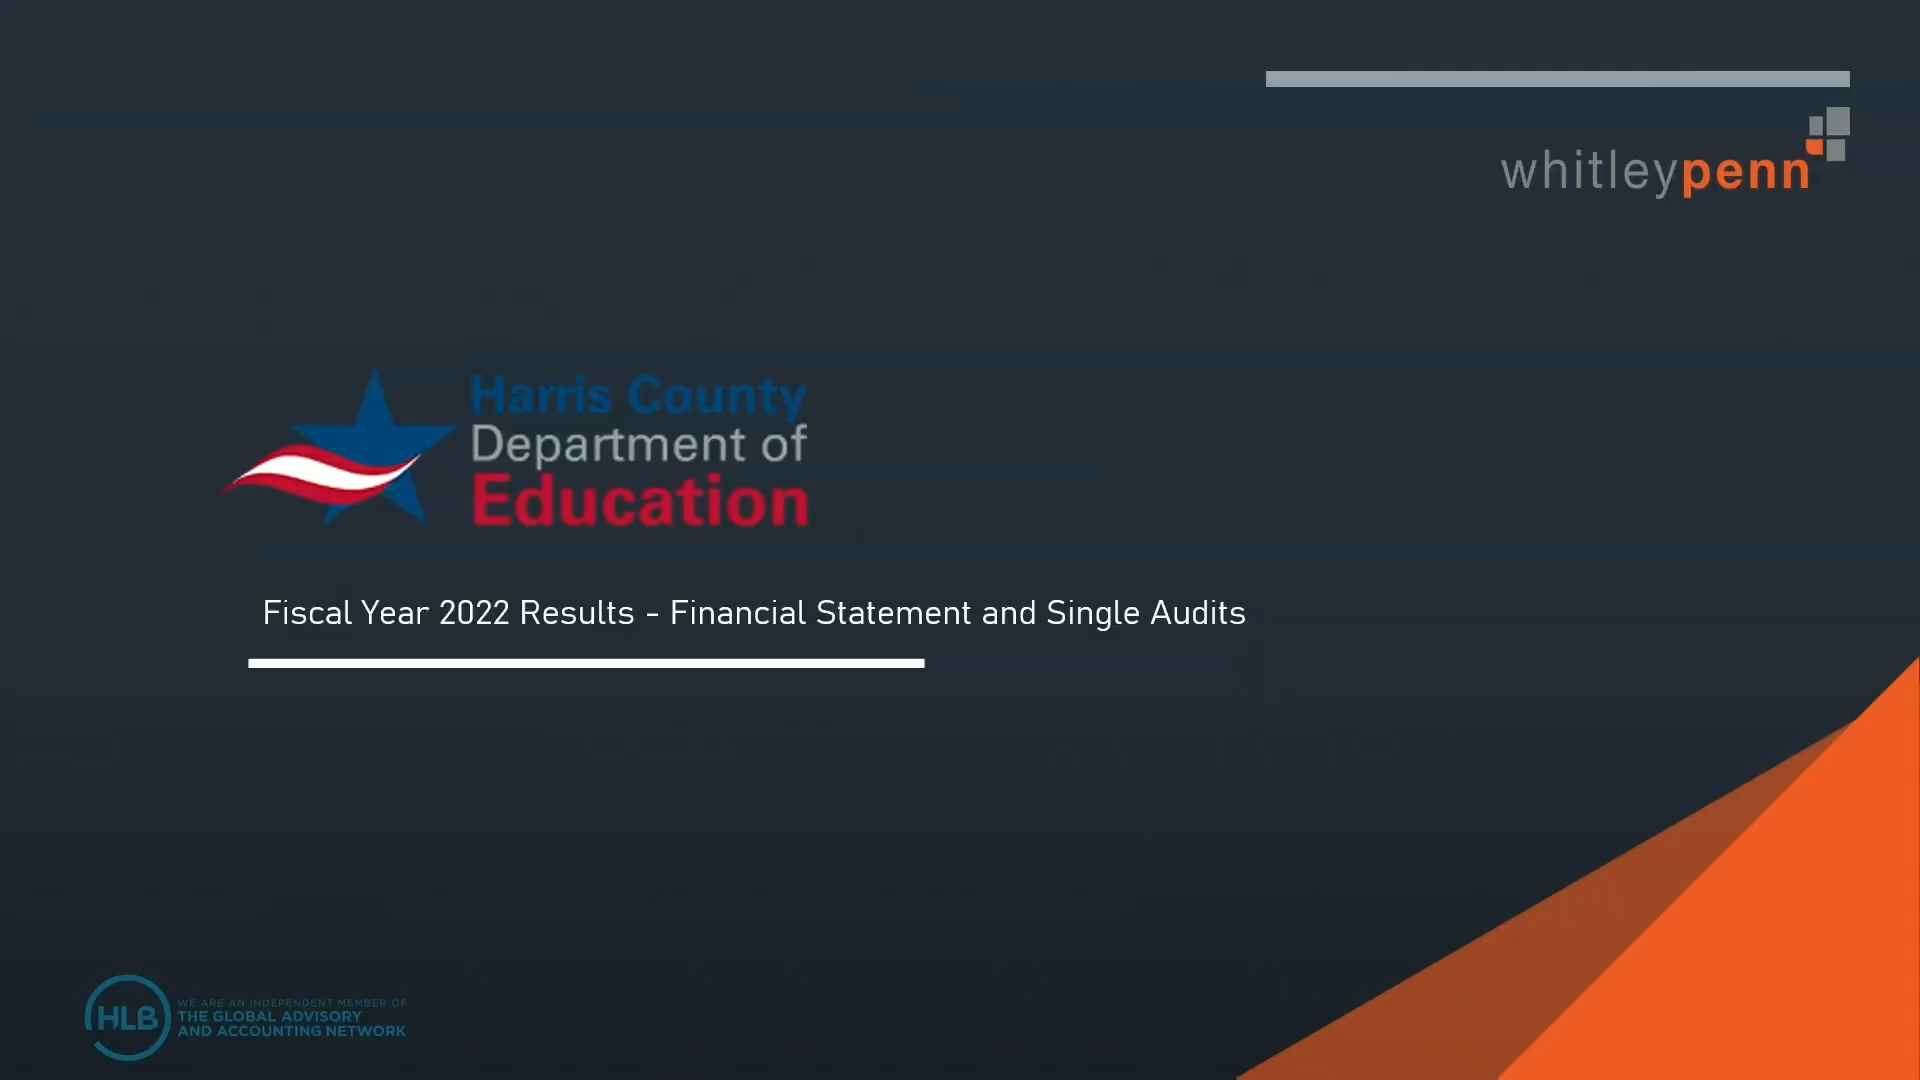 whitleypenn
Harris County
Department of
Education
Fiscal Year 2022 Results - Financial Statement and Single Audits
HLB
WE ARE AN INDEPENDENT MEMBER OF
THE GLOBAL ADVISORY
AND ACCOUNTING NETWORK